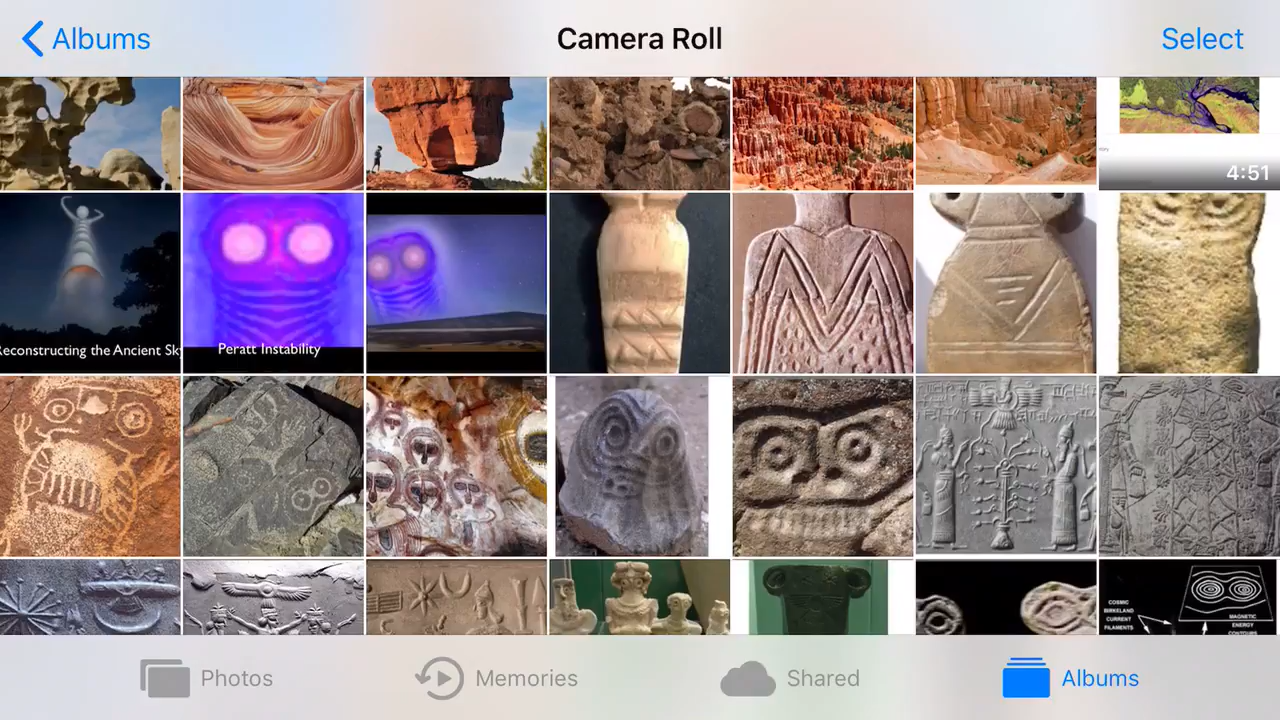 Albums
Camera Roll
Select
4:51
Reconstructing the Ancient Sk
Peratt Instability
COSMIC
BIRKELAND
CURRENT
FILAMENTS
MAGNETIC
ENERGY
CONTOURS
Photos
Memories
Shared
Albums